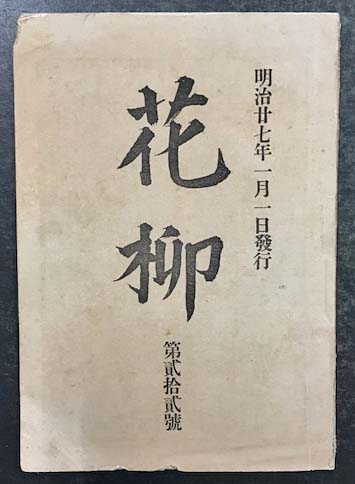 明治廿七年一月一日發行
花柳
第貳拾貳號